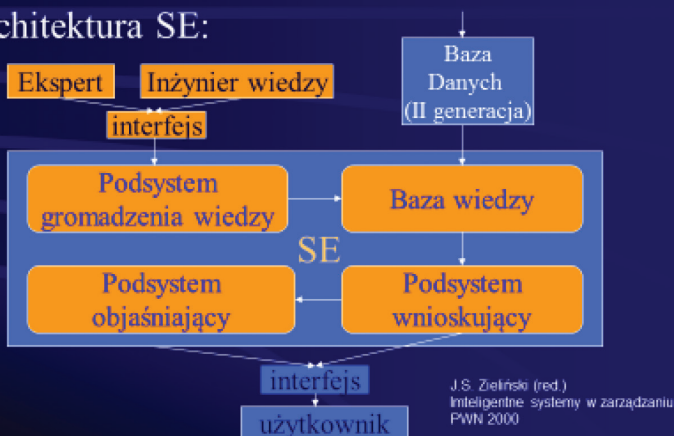 chitektura SE:
Baza
Danych
(II generacja)
Ekspert
Inżynier wiedzy
interfejs
Podsystem
gromadzenia wiedzy
Baza wiedzy
SE
Podsystem
objaśniający
Podsystem
wnioskujący
interfejs
użytkownik
J.S. Zieliński (red.)
Inteligentne systemy w zarządzaniu
PWN 2000